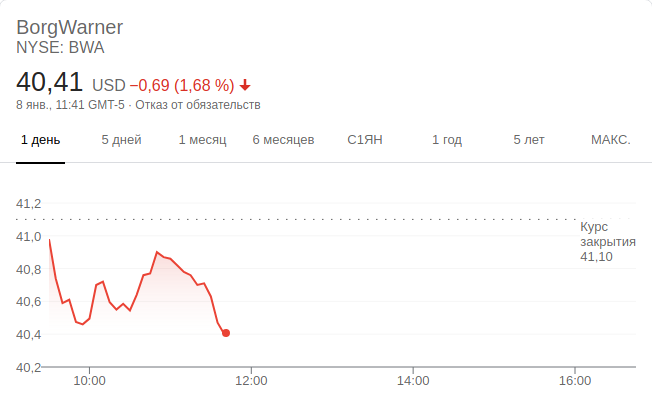 BorgWarner
NYSE: BWA
40,41 USD −0,69 (1,68 %)
8 янв., 11:41 GMT-5 · Отказ от обязательств
1 день 5 дней 1 месяц 6 месяцев С1ЯН 1 год 5 лет МАКС.
41,2
Курс
41,0
закрытия
41,10
40,8
40,6
40,4
40,2
10:00 12:00 14:00 16:00